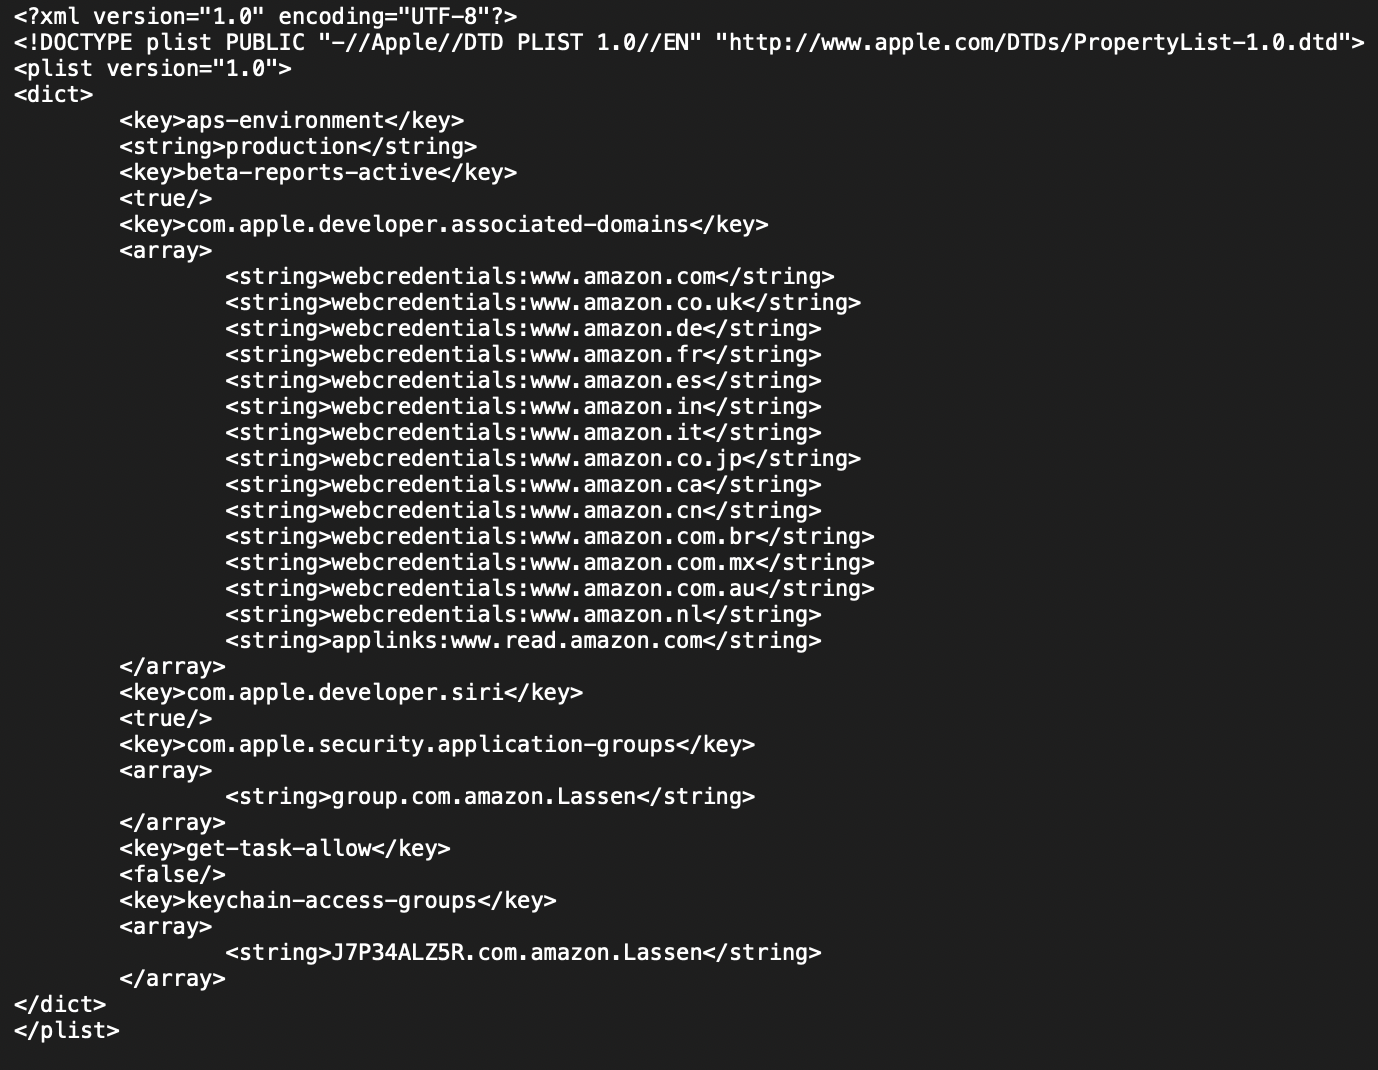 <?xml version="1.0" encoding="UTF-8"?>
<!DOCTYPE plist PUBLIC "-//Apple//DTD PLIST 1.0//EN" "http://www.apple.com/DTDs/PropertyList-1.0.dtd">
<plist version="1.0">
<dict>
	<key>aps-environment</key>
	<string>production</string>
	<key>beta-reports-active</key>
	<true/>
	<key>com.apple.developer.associated-domains</key>
	<array>
		<string>webcredentials:www.amazon.com</string>
		<string>webcredentials:www.amazon.co.uk</string>
		<string>webcredentials:www.amazon.de</string>
		<string>webcredentials:www.amazon.fr</string>
		<string>webcredentials:www.amazon.es</string>
		<string>webcredentials:www.amazon.in</string>
		<string>webcredentials:www.amazon.it</string>
		<string>webcredentials:www.amazon.co.jp</string>
		<string>webcredentials:www.amazon.ca</string>
		<string>webcredentials:www.amazon.cn</string>
		<string>webcredentials:www.amazon.com.br</string>
		<string>webcredentials:www.amazon.com.mx</string>
		<string>webcredentials:www.amazon.com.au</string>
		<string>webcredentials:www.amazon.nl</string>
		<string>applinks:www.read.amazon.com</string>
	</array>
	<key>com.apple.developer.siri</key>
	<true/>
	<key>com.apple.security.application-groups</key>
	<array>
		<string>group.com.amazon.Lassen</string>
	</array>
	<key>get-task-allow</key>
	<false/>
	<key>keychain-access-groups</key>
	<array>
		<string>J7P34ALZ5R.com.amazon.Lassen</string>
	</array>
</dict>
</plist>